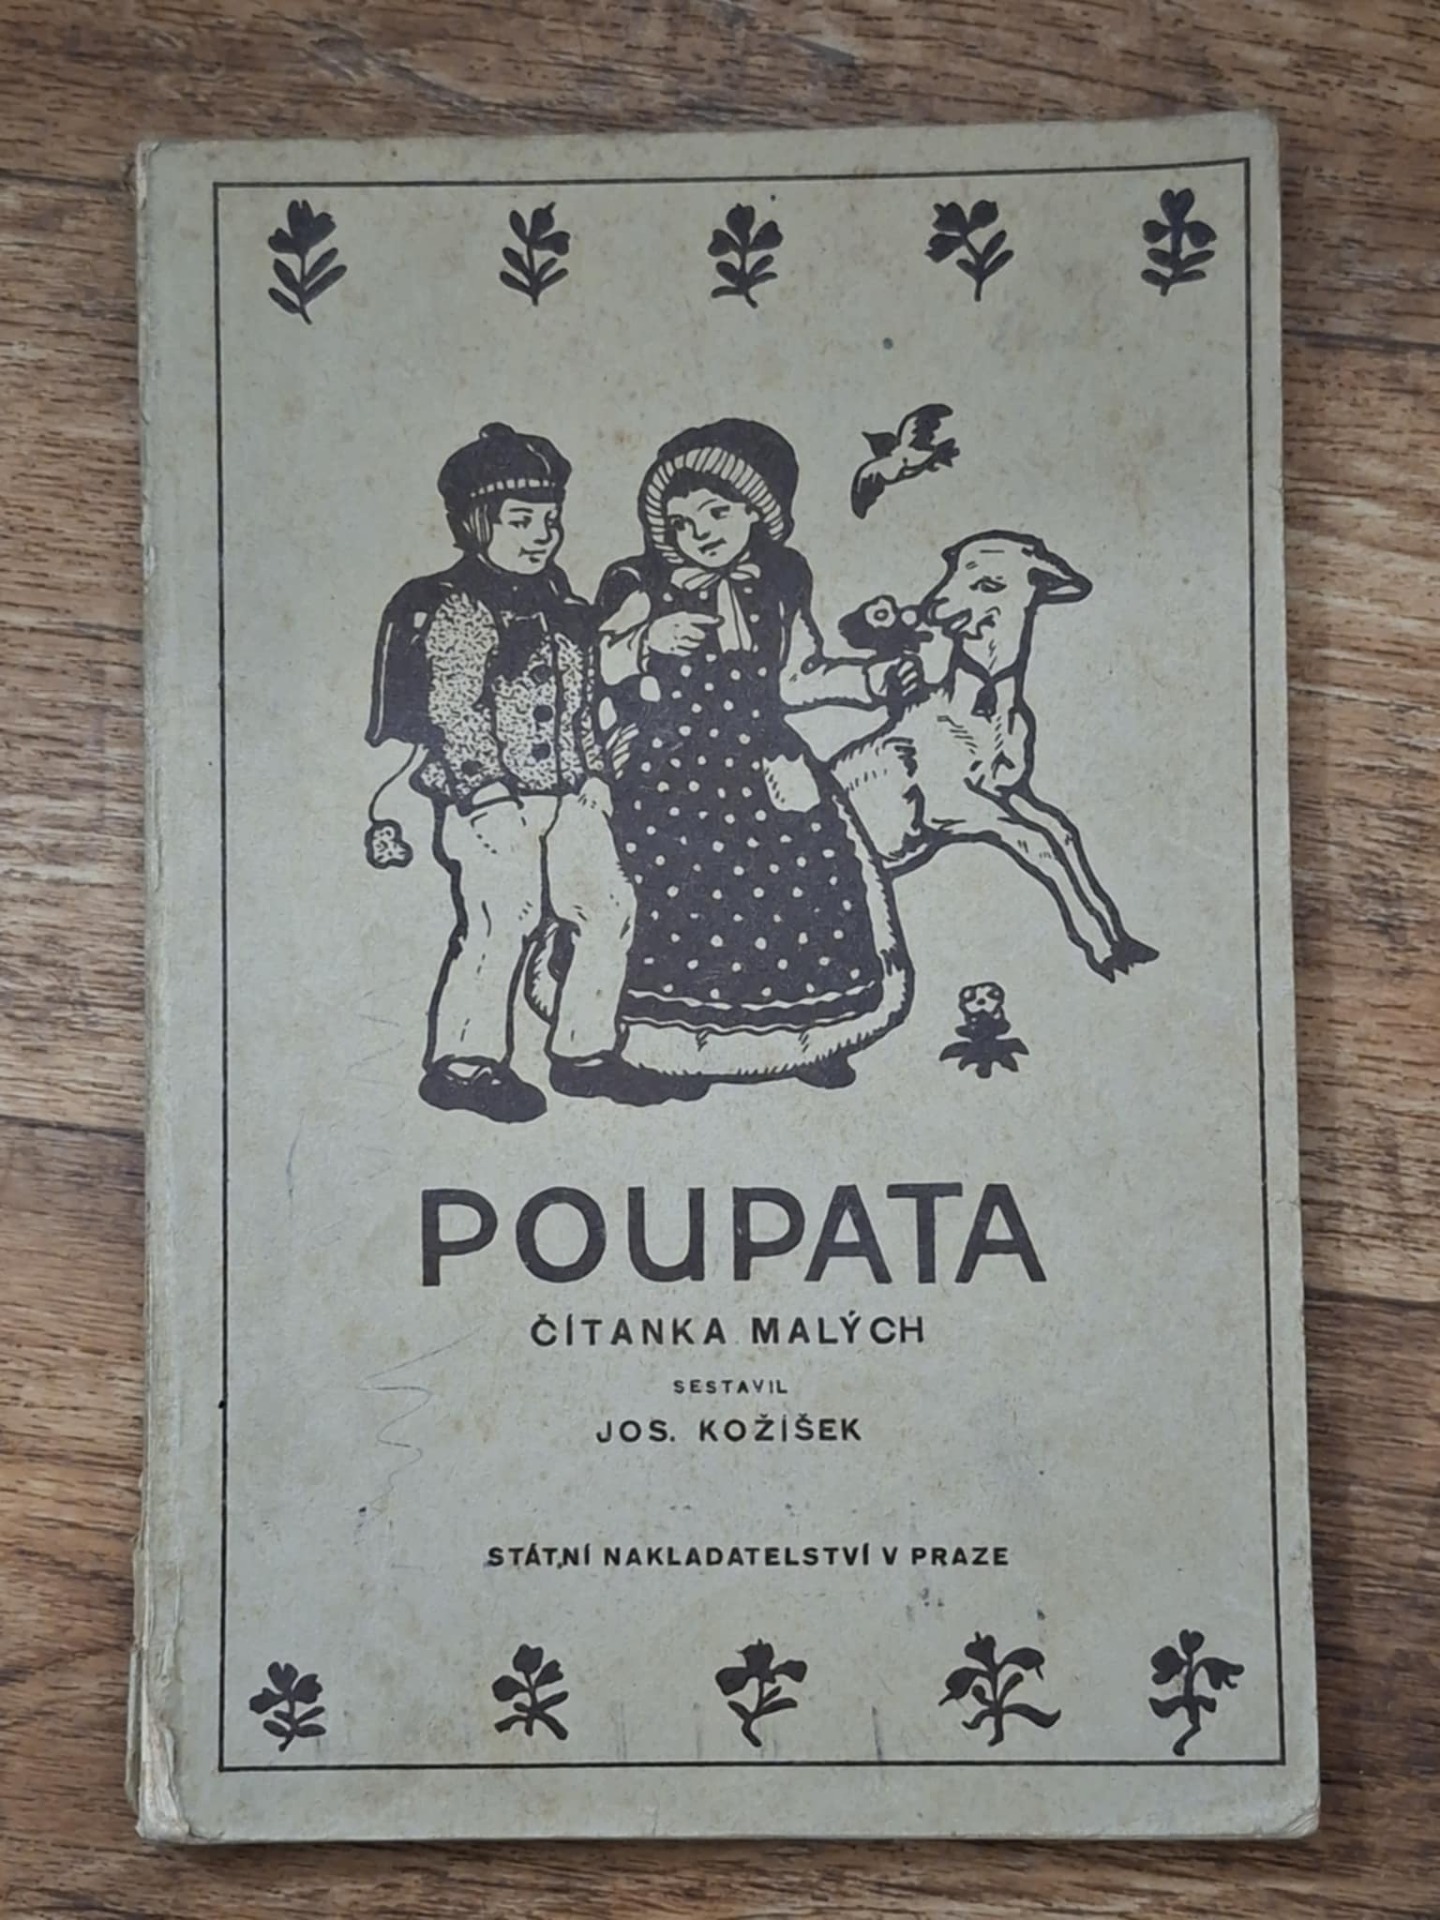 POUPATA
ČÍTANKA MALÝCH
SESTAVIL
JOS. KOŽÍŠEK
STÁTNÍ NAKLADATELSTVÍ V PRAZE